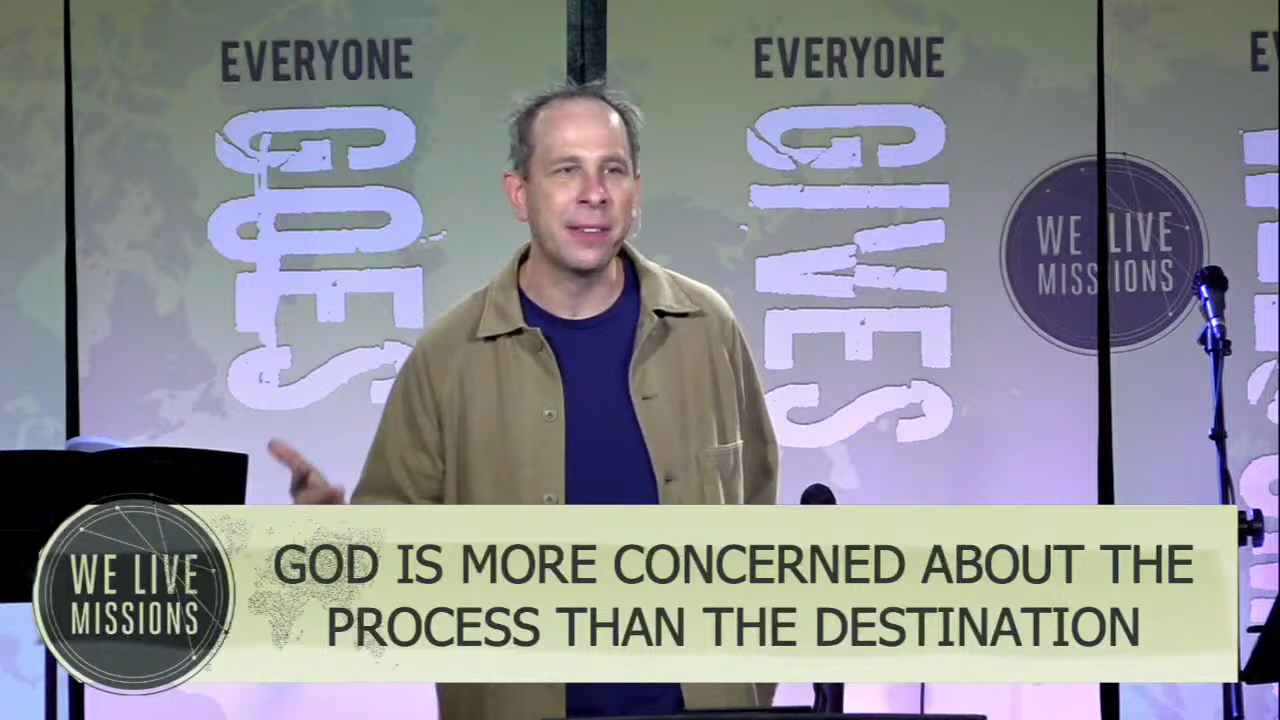 EVERYONE
GOES
EVERYONE
GIVES
WE LIVE
MISSIONS
WE LIVE
MISSIONS
GOD IS MORE CONCERNED ABOUT THE
PROCESS THAN THE DESTINATION